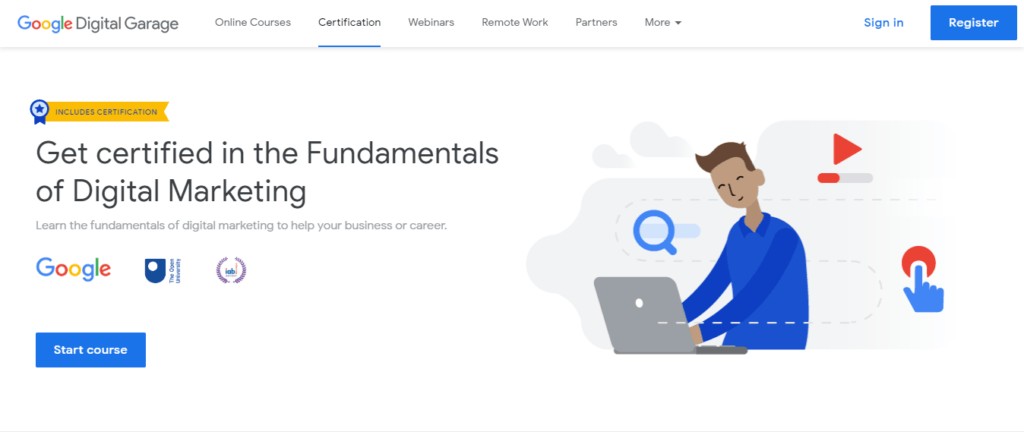 Google Digital Garage
Online Courses
Certification
Webinars
Remote Work
Partners
More
Sign in
Register
INCLUDES CERTIFICATION
Get certified in the Fundamentals
of Digital Marketing
Learn the fundamentals of digital marketing to help your business or career.
Google
The Open
University
iab
Start course